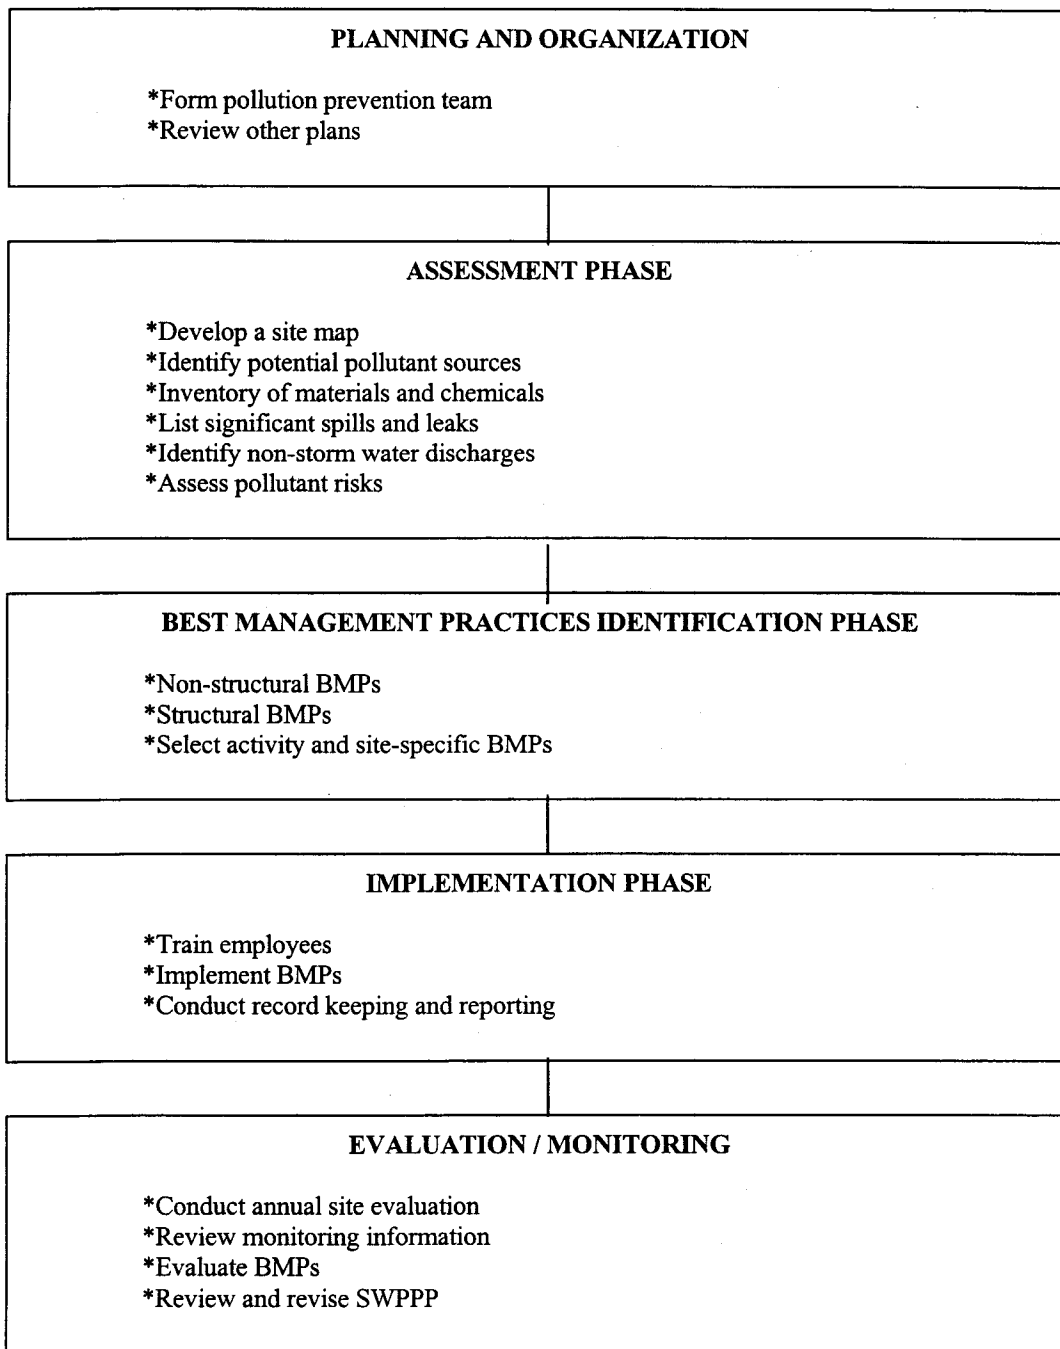 PLANNING AND ORGANIZATION
*Form pollution prevention team
*Review other plans
ASSESSMENT PHASE
*Develop a site map
*Identify potential pollutant sources
*Inventory of materials and chemicals
*List significant spills and leaks
*Identify non-storm water discharges
*Assess pollutant risks
BEST MANAGEMENT PRACTICES IDENTIFICATION PHASE
*Non-structural BMPs
*Structural BMPs
*Select activity and site-specific BMPs
IMPLEMENTATION PHASE
*Train employees
*Implement BMPs
*Conduct record keeping and reporting
EVALUATION / MONITORING
*Conduct annual site evaluation
*Review monitoring information
*Evaluate BMPs
*Review and revise SWPPP